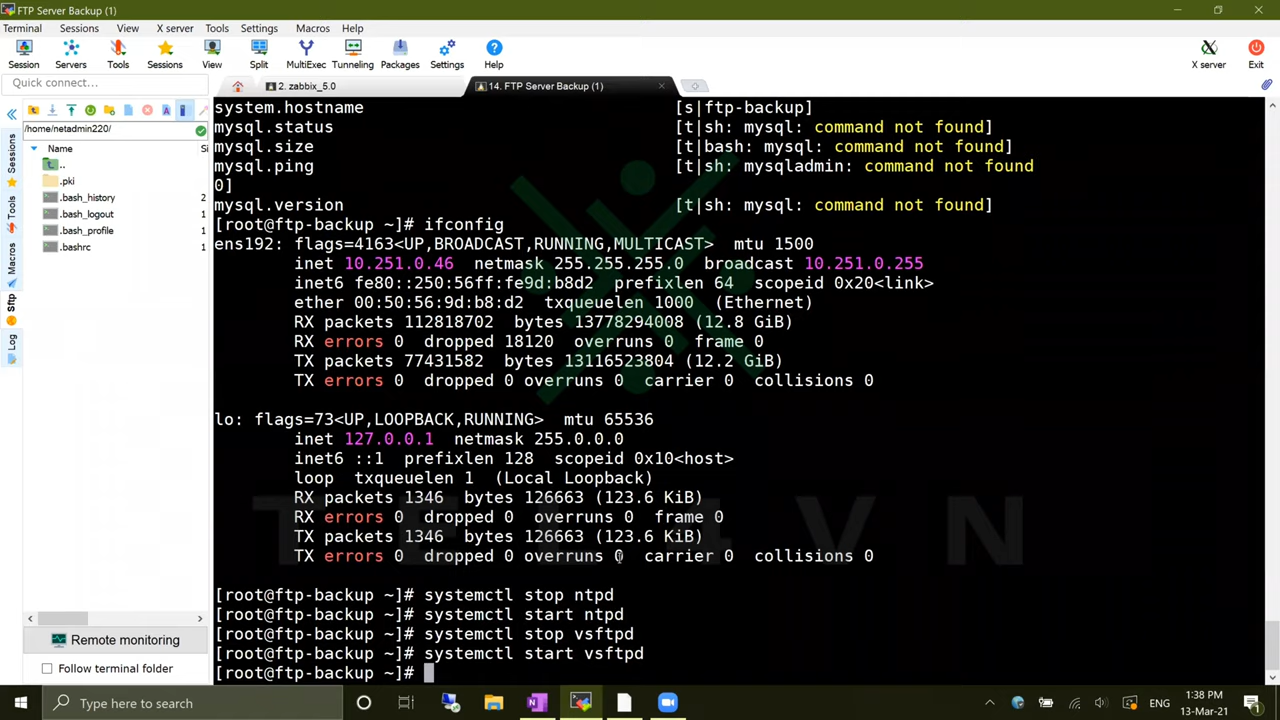 FTP Server Backup (1)
Terminal Sessions View X server Tools Settings Macros Help
Session Servers Tools Sessions View Split MultiExec Tunneling Packages Settings Help X server Exit
Quick connect...
2. zabbix_5.0
14. FTP Server Backup (1)
/home/netadmin220/
Name
..
.pki
.bash_history 2
.bash_logout 1
.bash_profile 1
.bashrc 1
Sessions
Tools
Macros
Sftp
Log
system.hostname [s|ftp-backup]
mysql.status [t|sh: mysql: command not found]
mysql.size [t|bash: mysql: command not found]
mysql.ping [t|sh: mysqladmin: command not found
0]
mysql.version [t|sh: mysql: command not found]
[root@ftp-backup ~]# ifconfig
ens192: flags=4163<UP,BROADCAST,RUNNING,MULTICAST> mtu 1500
inet 10.251.0.46 netmask 255.255.255.0 broadcast 10.251.0.255
inet6 fe80::250:56ff:fe9d:b8d2 prefixlen 64 scopeid 0x20<link>
ether 00:50:56:9d:b8:d2 txqueuelen 1000 (Ethernet)
RX packets 112818702 bytes 13778294008 (12.8 GiB)
RX errors 0 dropped 18120 overruns 0 frame 0
TX packets 77431582 bytes 13116523804 (12.2 GiB)
TX errors 0 dropped 0 overruns 0 carrier 0 collisions 0
lo: flags=73<UP,LOOPBACK,RUNNING> mtu 65536
inet 127.0.0.1 netmask 255.0.0.0
inet6 ::1 prefixlen 128 scopeid 0x10<host>
loop txqueuelen 1 (Local Loopback)
RX packets 1346 bytes 126663 (123.6 KiB)
RX errors 0 dropped 0 overruns 0 frame 0
TX packets 1346 bytes 126663 (123.6 KiB)
TX errors 0 dropped 0 overruns 0 carrier 0 collisions 0
[root@ftp-backup ~]# systemctl stop ntpd
[root@ftp-backup ~]# systemctl start ntpd
[root@ftp-backup ~]# systemctl stop vsftpd
[root@ftp-backup ~]# systemctl start vsftpd
[root@ftp-backup ~]#
Remote monitoring
Follow terminal folder
Type here to search
ENG
1:38 PM
13-Mar-21